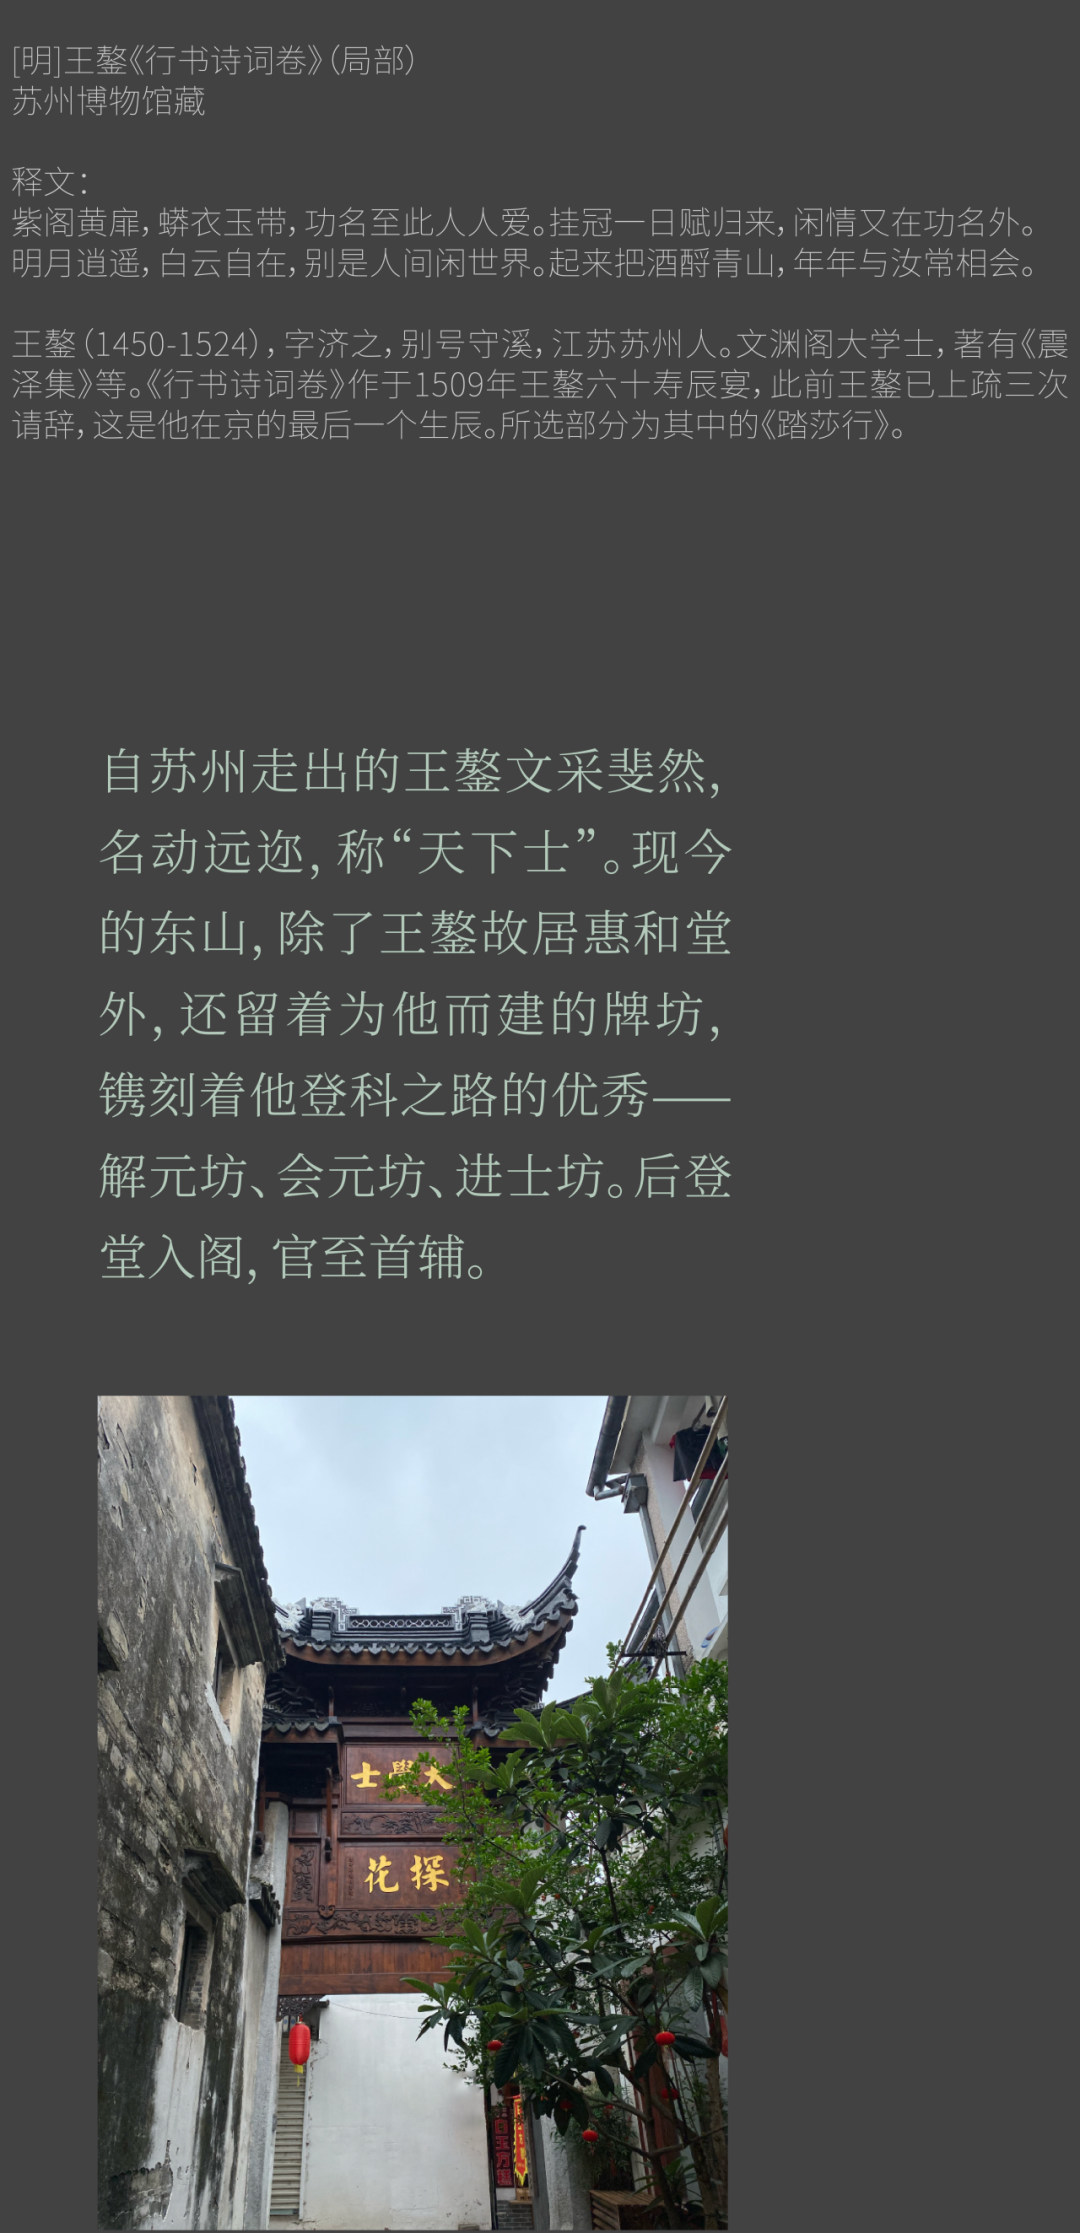 [明]王鏊《行书诗词卷》（局部）
苏州博物馆藏
释文：
紫阁黄扉，蟒衣玉带，功名至此人人爱。挂冠一日赋归来，闲情又在功名外。
明月逍遥，白云自在，别是人间闲世界。起来把酒酹青山，年年与汝常相会。
王鏊（1450-1524），字济之，别号守溪，江苏苏州人。文渊阁大学士，著有《震
泽集》等。《行书诗词卷》作于1509年王鏊六十寿辰宴，此前王鏊已上疏三次
请辞，这是他在京的最后一个生辰。所选部分为其中的《踏莎行》。
自苏州走出的王鏊文采斐然，
名动远迩，称“天下士”。现今
的东山，除了王鏊故居惠和堂
外，还留着为他而建的牌坊，
镌刻着他登科之路的优秀——
解元坊、会元坊、进士坊。后登
堂入阁，官至首辅。
大學士
探花